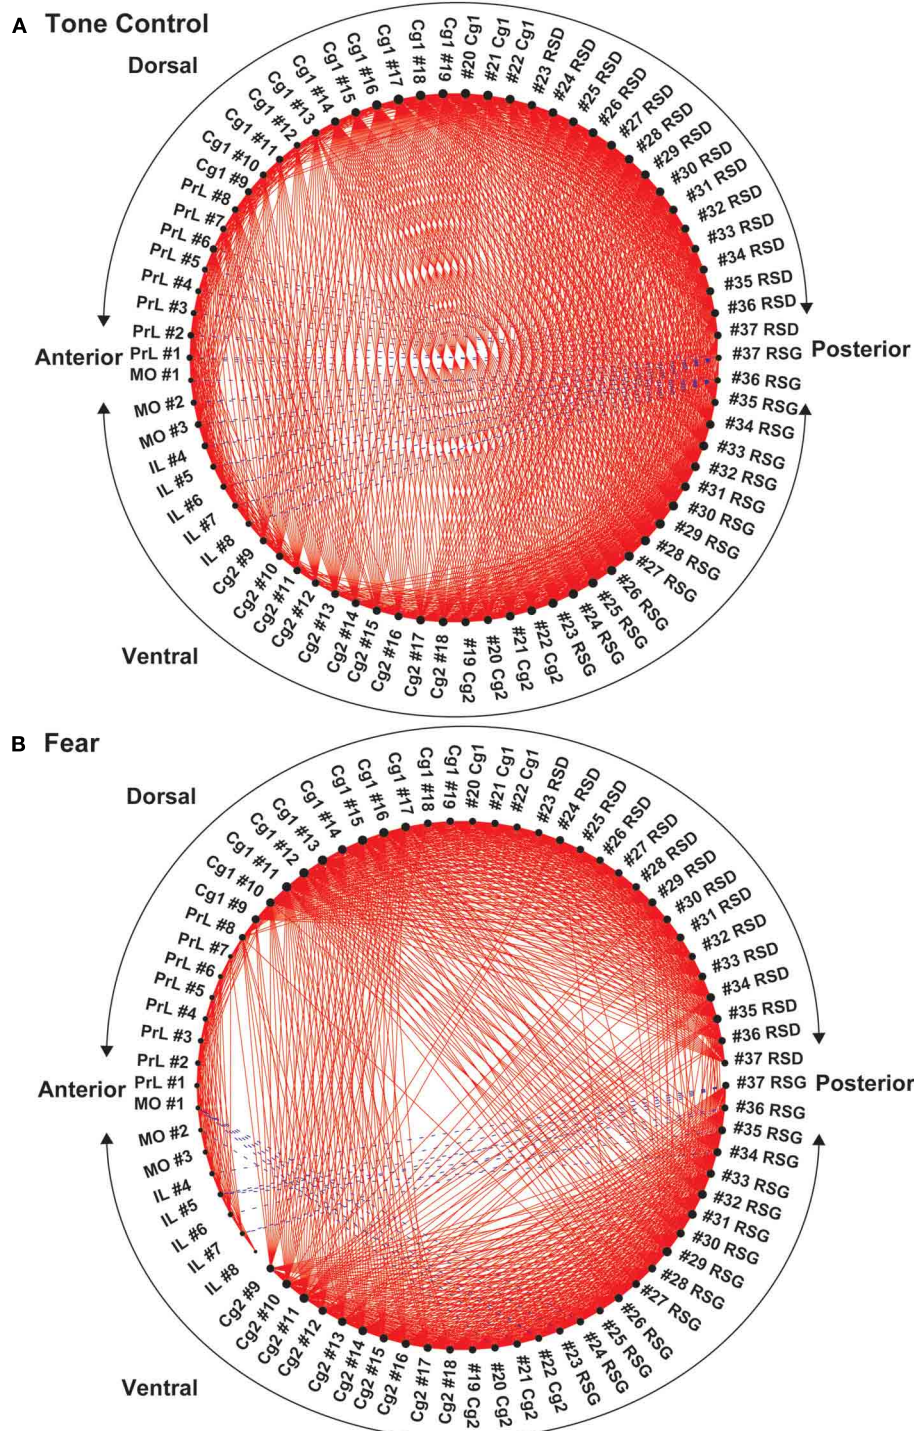 A Tone Control
Dorsal
Cg1 #19
Cg1 #18
Cg1 #17
Cg1 #16
Cg1 #15
Cg1 #14
Cg1 #13
Cg1 #12
Cg1 #11
Cg1 #10
Cg1 #9
PrL #8
PrL #7
PrL #6
PrL #5
PrL #4
PrL #3
PrL #2
PrL #1
Anterior
MO #1
MO #2
MO #3
IL #4
IL #5
IL #6
IL #7
IL #8
Cg2 #9
Cg2 #10
Cg2 #11
Cg2 #12
Cg2 #13
Cg2 #14
Cg2 #15
Cg2 #16
Cg2 #17
Cg2 #18
Ventral
#20 Cg1
#21 Cg1
#22 Cg1
#23 RSD
#24 RSD
#25 RSD
#26 RSD
#27 RSD
#28 RSD
#29 RSD
#30 RSD
#31 RSD
#32 RSD
#33 RSD
#34 RSD
#35 RSD
#36 RSD
#37 RSD
Posterior
#37 RSG
#36 RSG
#35 RSG
#34 RSG
#33 RSG
#32 RSG
#31 RSG
#30 RSG
#29 RSG
#28 RSG
#27 RSG
#26 RSG
#25 RSG
#24 RSG
#23 RSG
#22 Cg2
#21 Cg2
#20 Cg2
#19 Cg2
B Fear
Dorsal
Cg1 #19
Cg1 #18
Cg1 #17
Cg1 #16
Cg1 #15
Cg1 #14
Cg1 #13
Cg1 #12
Cg1 #11
Cg1 #10
Cg1 #9
PrL #8
PrL #7
PrL #6
PrL #5
PrL #4
PrL #3
PrL #2
PrL #1
Anterior
MO #1
MO #2
MO #3
IL #4
IL #5
IL #6
IL #7
IL #8
Cg2 #9
Cg2 #10
Cg2 #11
Cg2 #12
Cg2 #13
Cg2 #14
Cg2 #15
Cg2 #16
Cg2 #17
Cg2 #18
Ventral
#20 Cg1
#21 Cg1
#22 Cg1
#23 RSD
#24 RSD
#25 RSD
#26 RSD
#27 RSD
#28 RSD
#29 RSD
#30 RSD
#31 RSD
#32 RSD
#33 RSD
#34 RSD
#35 RSD
#36 RSD
#37 RSD
Posterior
#37 RSG
#36 RSG
#35 RSG
#34 RSG
#33 RSG
#32 RSG
#31 RSG
#30 RSG
#29 RSG
#28 RSG
#27 RSG
#26 RSG
#25 RSG
#24 RSG
#23 RSG
#22 Cg2
#21 Cg2
#20 Cg2
#19 Cg2